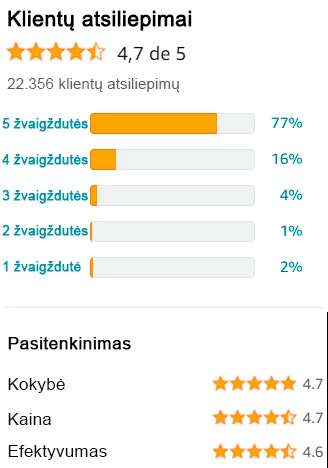 Klientų atsiliepimai
4,7 de 5
22.356 klientų atsiliepimų
5 žvaigždutės 77%
4 žvaigždutės 16%
3 žvaigždutės 4%
2 žvaigždutės 1%
1 žvaigždutė 2%
Pasitenkinimas
Kokybė 4.7
Kaina 4.7
Efektyvumas 4.6